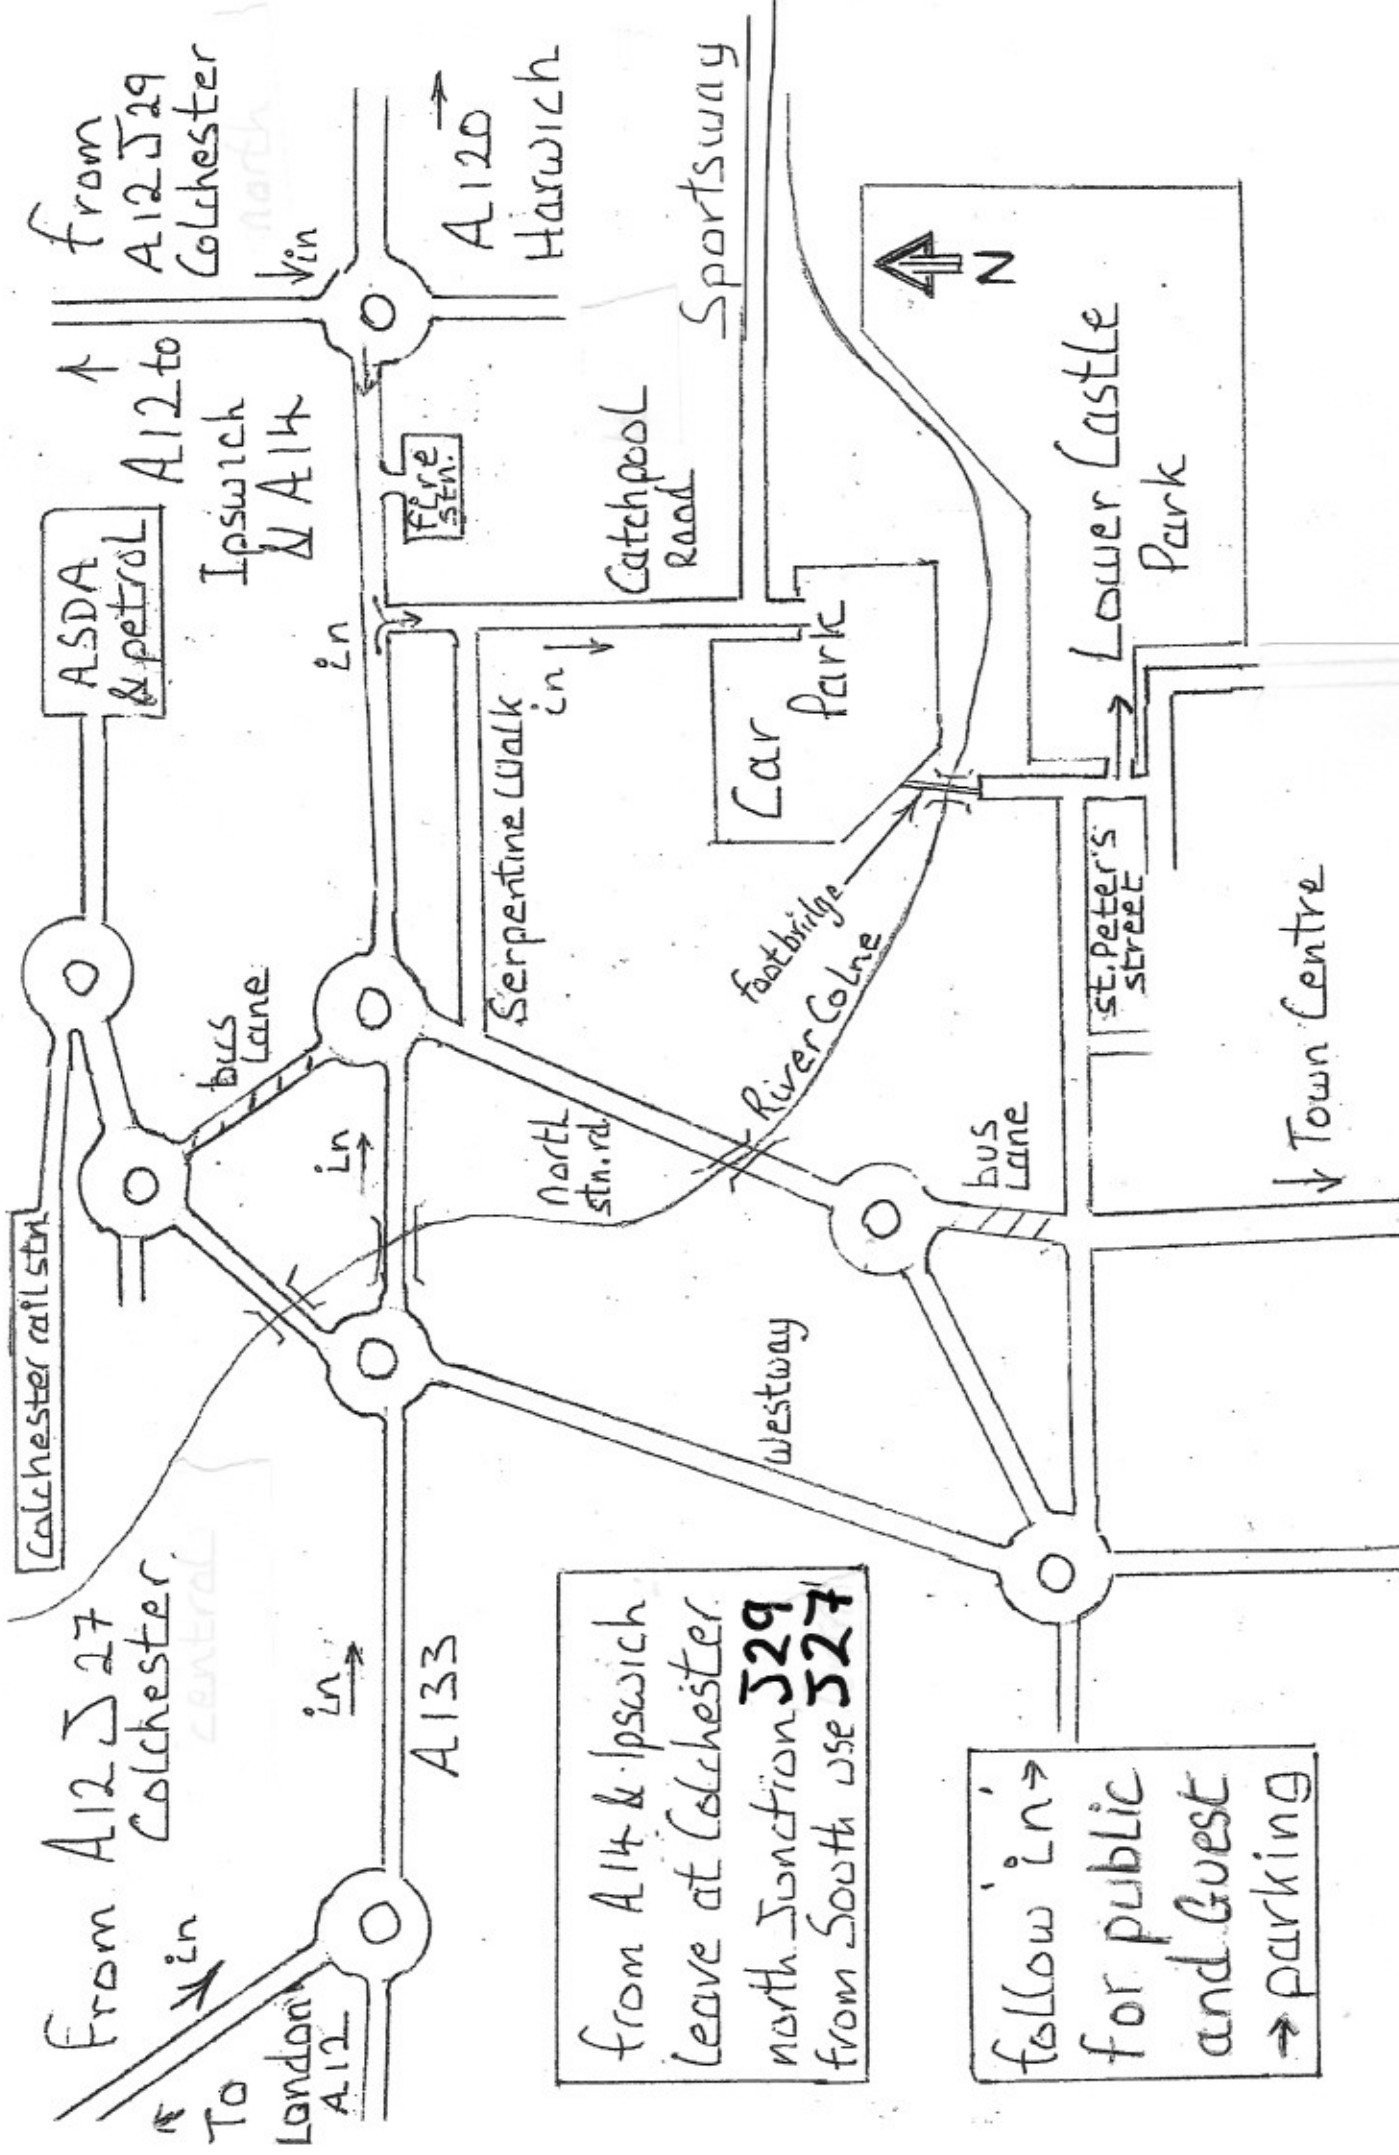 From A12 J27
Colchester
in
To
London
A12
in
A133
Colchester rail stn
ASDA
& petrol
bus
Lane
in
in
A12 to
Ipswich
& A14
from
A12 J29
Colchester
in
A120
Harwich
fire
stn.
Catchpool
Road
Sportsway
Serpentine Walk
in
North
stn.rd
River Colne
footbridge
Car
Park
N
Lower Castle
Park
St. Peter's
street
bus
Lane
Westway
Town Centre
from A14 & Ipswich
Leave at Colchester
north Junction J29
from South use J27
follow 'in' →
for public
and Guest
→ parking
north
central